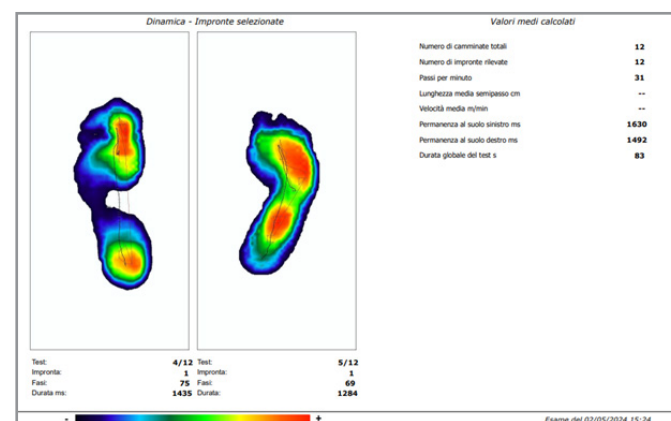 Dinamica - Impronte selezionate
Valori medi calcolati
Numero di camminate totali 12
Numero di impronte rilevate 12
Passi per minuto 31
Lunghezza media semipasso cm --
Velocità media m/min --
Permanenza al suolo sinistro ms 1630
Permanenza al suolo destro ms 1492
Durata globale del test s 83
Test: 4/12 Test: 5/12
Impronta: 1 Impronta: 1
Fasi: 75 Fasi: 69
Durata ms: 1435 Durata: 1284
- +
Esame del 02/05/2024 15:24